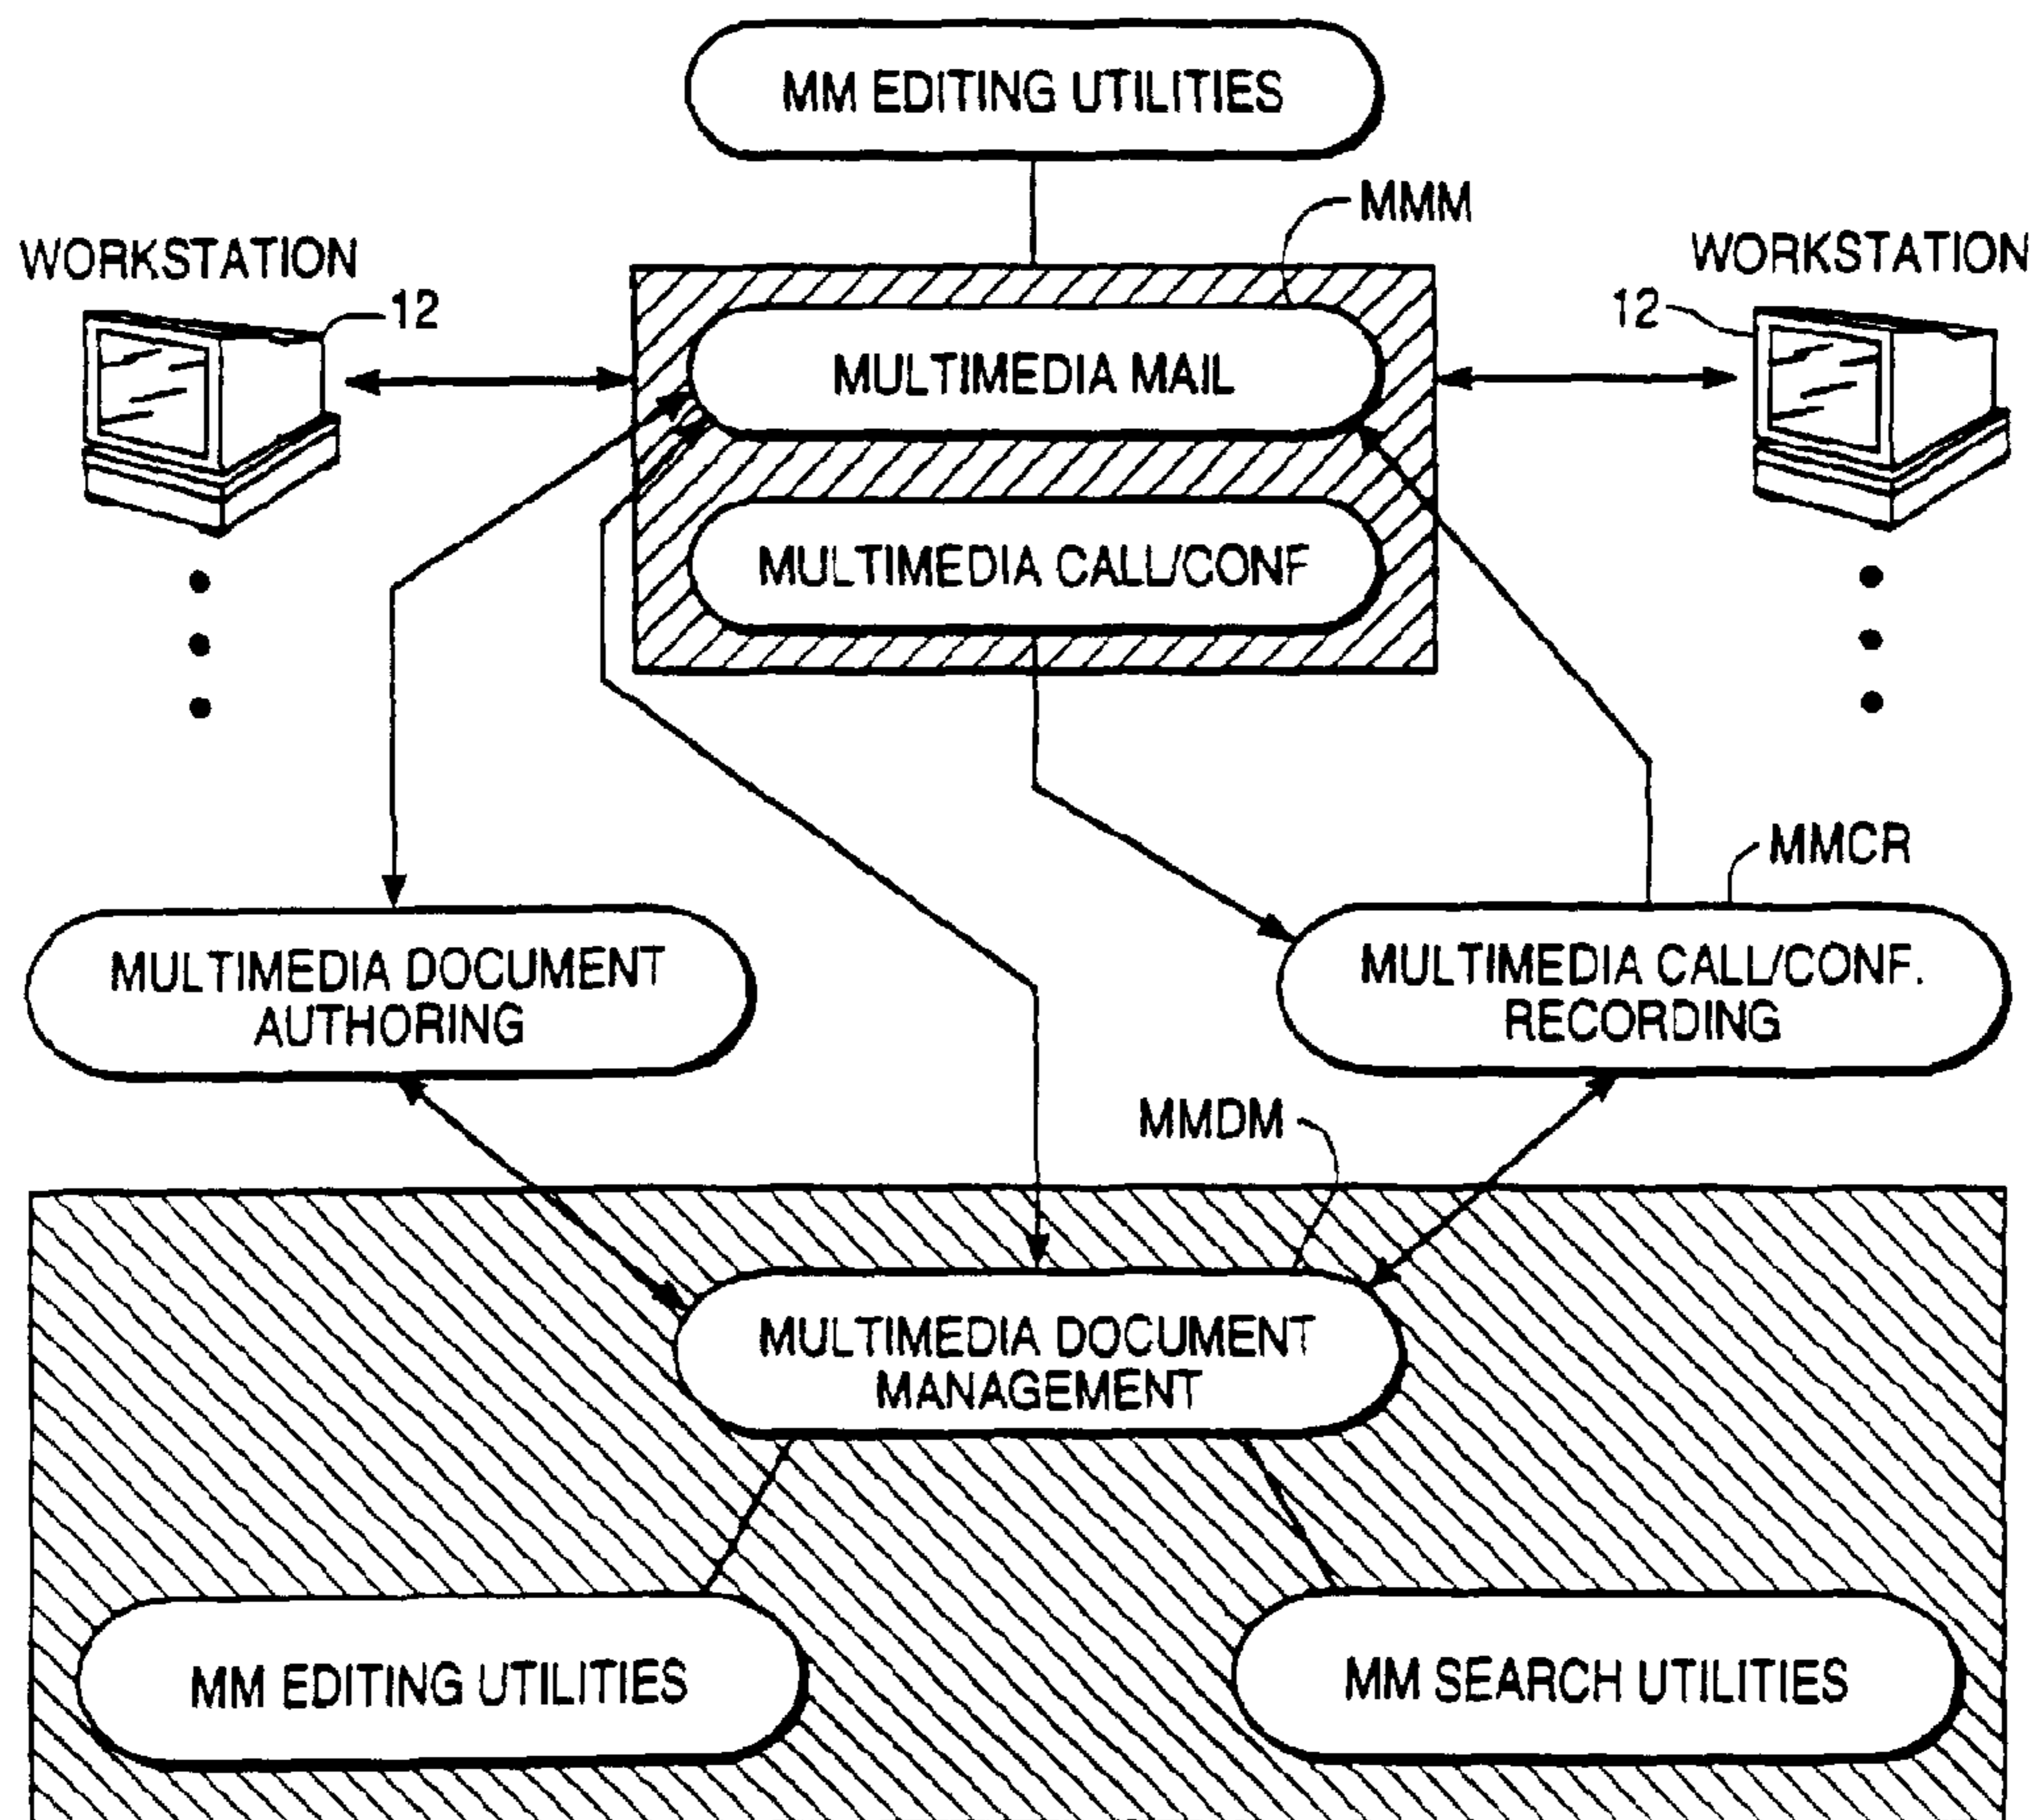 MM EDITING UTILITIES
MMM
WORKSTATION
WORKSTATION
12
12
MULTIMEDIA MAIL
MULTIMEDIA CALL/CONF
MMCR
MULTIMEDIA DOCUMENT
AUTHORING
MULTIMEDIA CALL/CONF.
RECORDING
MMDM
MULTIMEDIA DOCUMENT
MANAGEMENT
MM EDITING UTILITIES
MM SEARCH UTILITIES